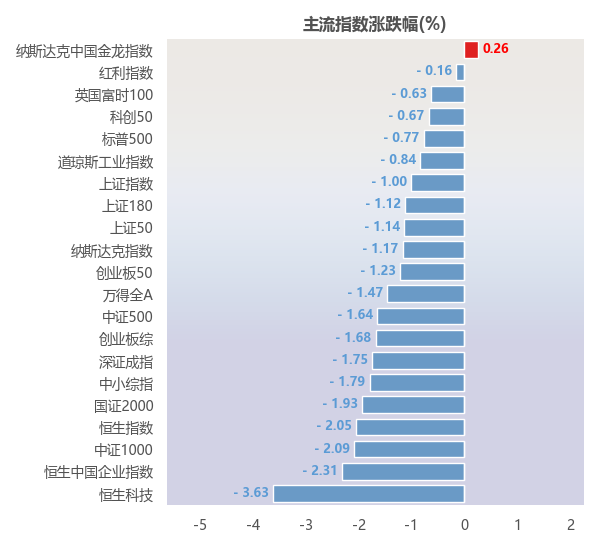 主流指数涨跌幅(%)
纳斯达克中国金龙指数 0.26
红利指数 - 0.16
英国富时100 - 0.63
科创50 - 0.67
标普500 - 0.77
道琼斯工业指数 - 0.84
上证指数 - 1.00
上证180 - 1.12
上证50 - 1.14
纳斯达克指数 - 1.17
创业板50 - 1.23
万得全A - 1.47
中证500 - 1.64
创业板综 - 1.68
深证成指 - 1.75
中小综指 - 1.79
国证2000 - 1.93
恒生指数 - 2.05
中证1000 - 2.09
恒生中国企业指数 - 2.31
恒生科技 - 3.63
-5 -4 -3 -2 -1 0 1 2